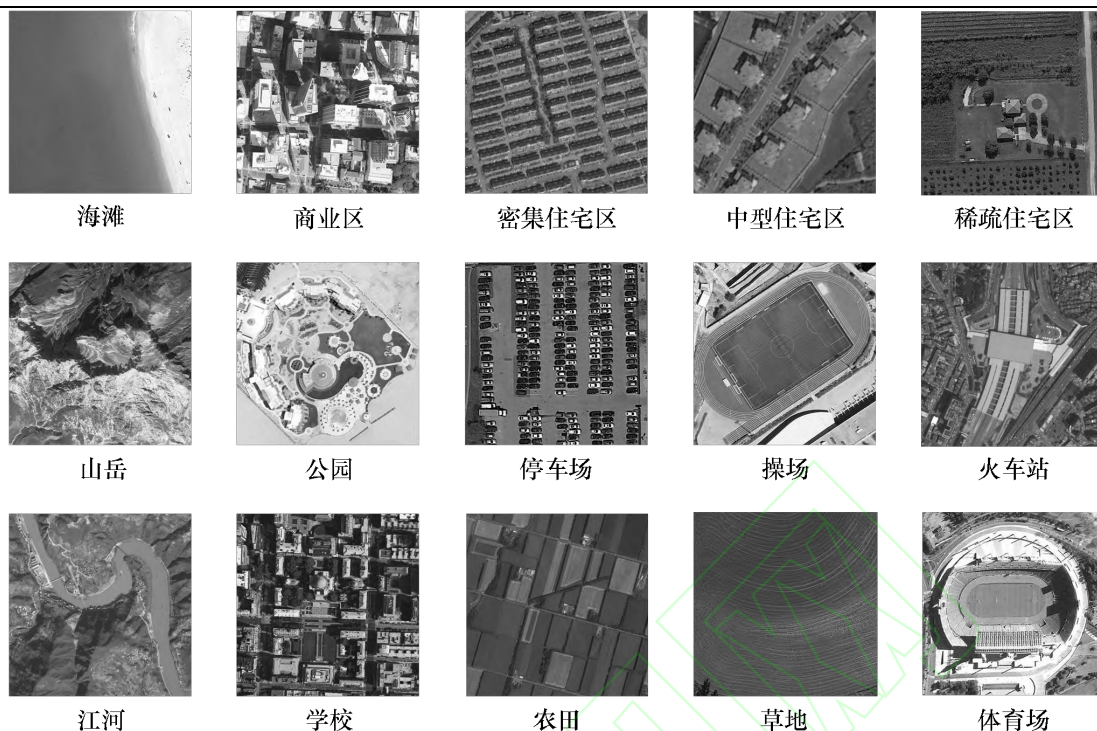 海滩 商业区 密集住宅区 中型住宅区 稀疏住宅区
山岳 公园 停车场 操场 火车站
江河 学校 农田 草地 体育场